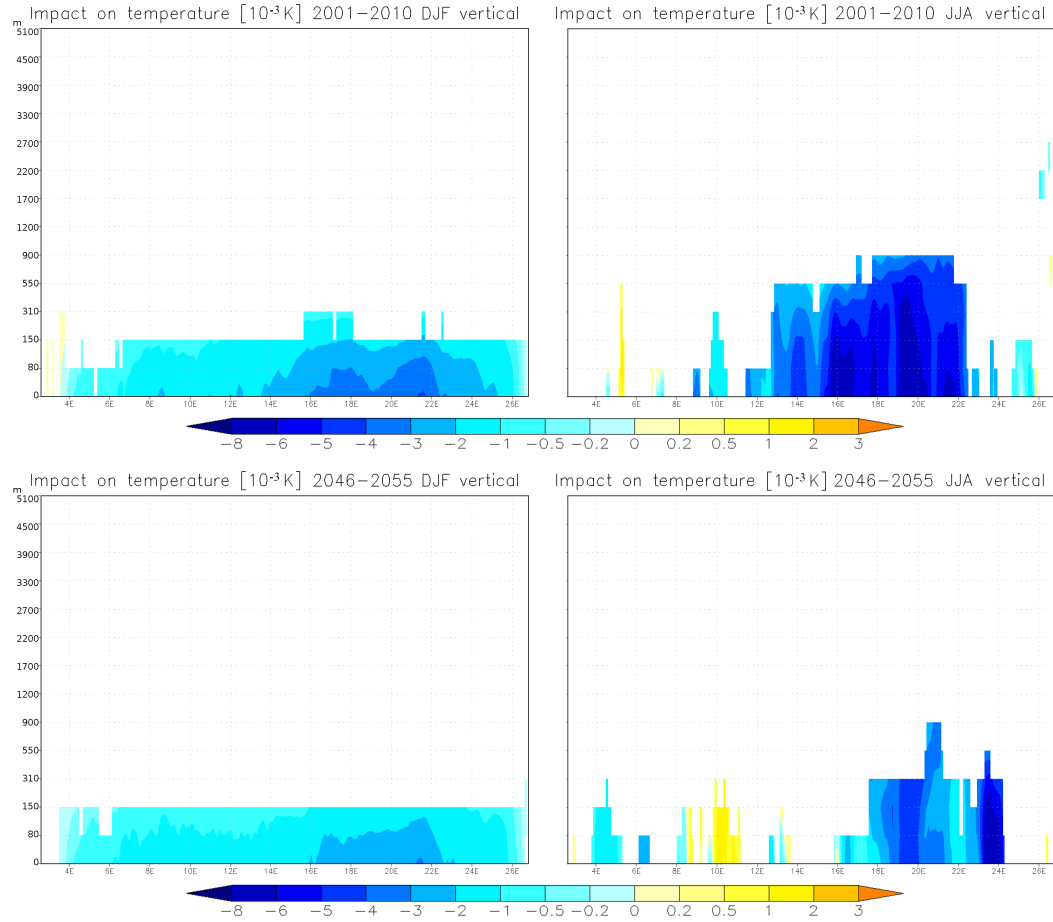 Impact on temperature [10⁻³ K] 2001−2010 DJF vertical
Impact on temperature [10⁻³ K] 2001−2010 JJA vertical
m
5100
4500
3900
3300
2700
2200
1700
1200
900
550
310
150
80
0
4E 6E 8E 10E 12E 14E 16E 18E 20E 22E 24E 26E
4E 6E 8E 10E 12E 14E 16E 18E 20E 22E 24E 26E
−8 −6 −5 −4 −3 −2 −1 −0.5 −0.2 0 0.2 0.5 1 2 3
Impact on temperature [10⁻³ K] 2046−2055 DJF vertical
Impact on temperature [10⁻³ K] 2046−2055 JJA vertical
m
5100
4500
3900
3300
2700
2200
1700
1200
900
550
310
150
80
0
4E 6E 8E 10E 12E 14E 16E 18E 20E 22E 24E 26E
4E 6E 8E 10E 12E 14E 16E 18E 20E 22E 24E 26E
−8 −6 −5 −4 −3 −2 −1 −0.5 −0.2 0 0.2 0.5 1 2 3